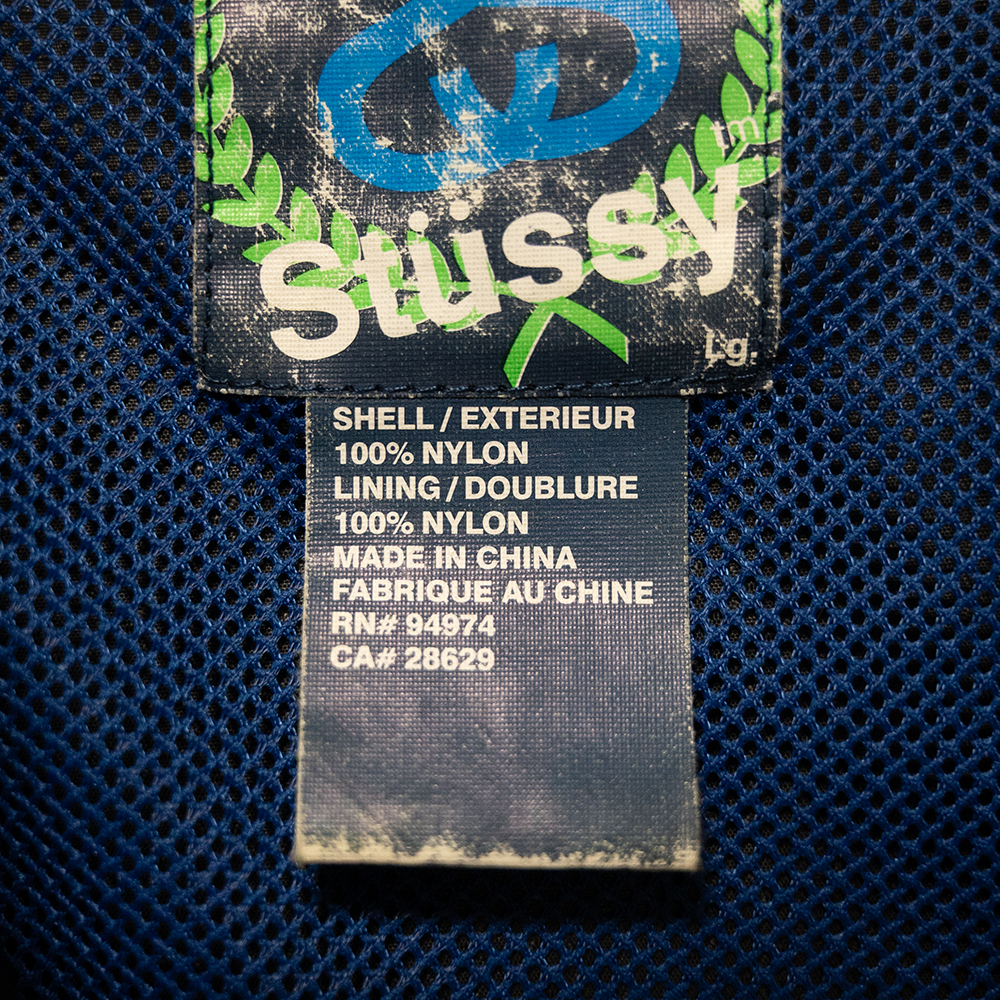 tm
Stüssy
Lg.
SHELL / EXTERIEUR
100% NYLON
LINING / DOUBLURE
100% NYLON
MADE IN CHINA
FABRIQUE AU CHINE
RN# 94974
CA# 28629